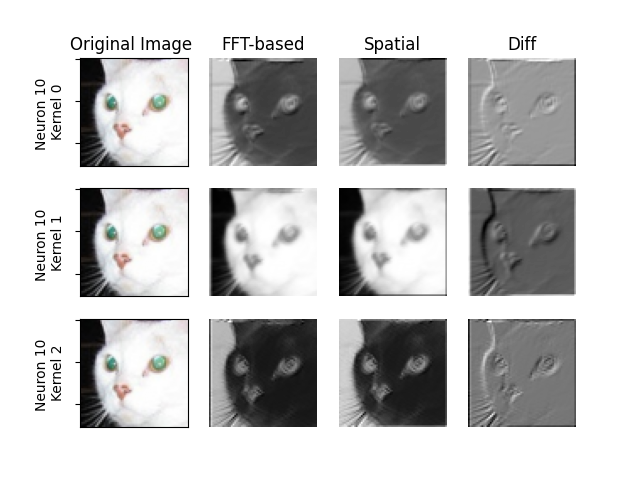 Original Image FFT-based Spatial Diff
Neuron 10
Kernel 0
Neuron 10
Kernel 1
Neuron 10
Kernel 2